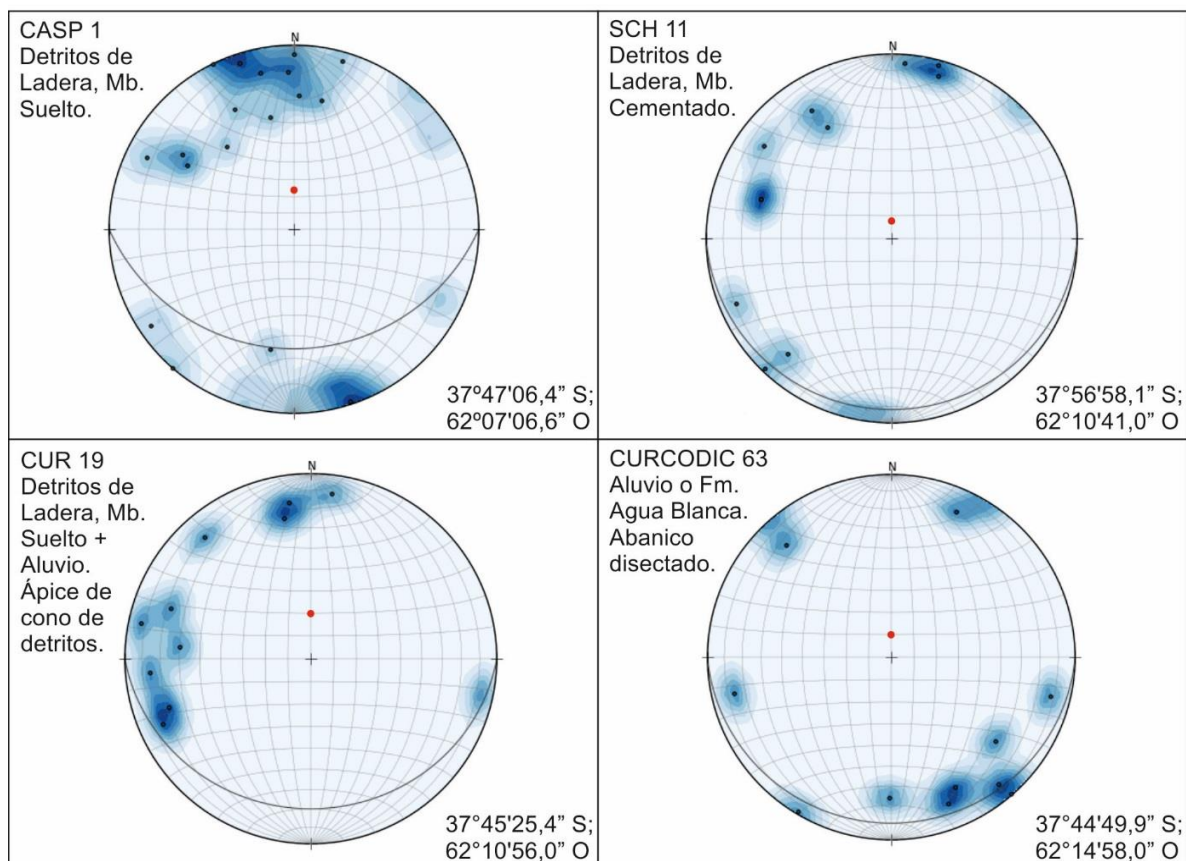 CASP 1
Detritos de
Ladera, Mb.
Suelto.
N
37º47'06,4” S;
62º07'06,6” O
SCH 11
Detritos de
Ladera, Mb.
Cementado.
N
37°56'58,1” S;
62°10'41,0” O
CUR 19
Detritos de
Ladera, Mb.
Suelto +
Aluvio.
Ápice de
cono de
detritos.
N
37°45'25,4” S;
62°10'56,0” O
CURCODIC 63
Aluvio o Fm.
Agua Blanca.
Abanico
disectado.
N
37°44'49,9” S;
62°14'58,0” O